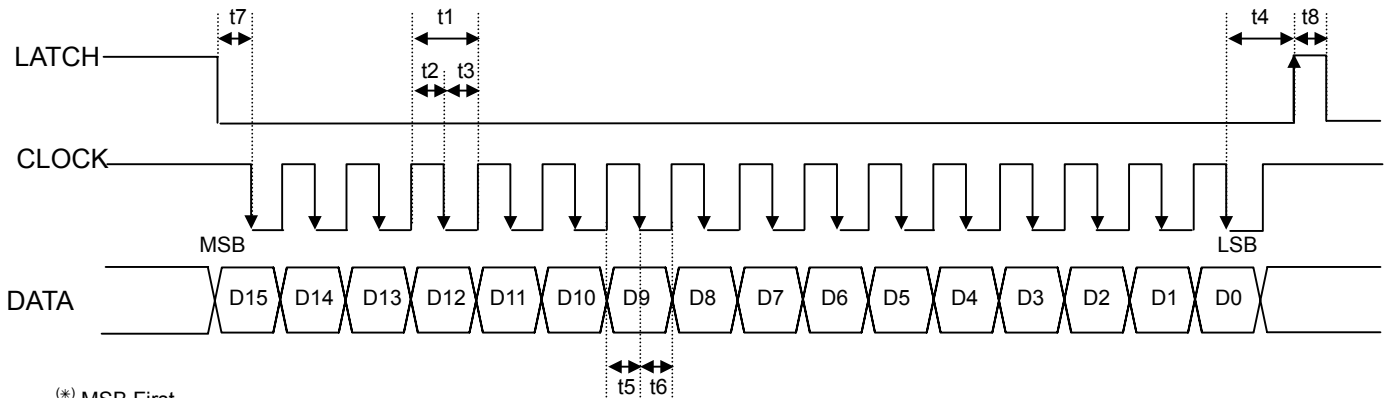 t7 t1 t4 t8
LATCH
t2 t3
CLOCK
MSB LSB
DATA D15 D14 D13 D12 D11 D10 D9 D8 D7 D6 D5 D4 D3 D2 D1 D0
t5 t6
(*) MSB First